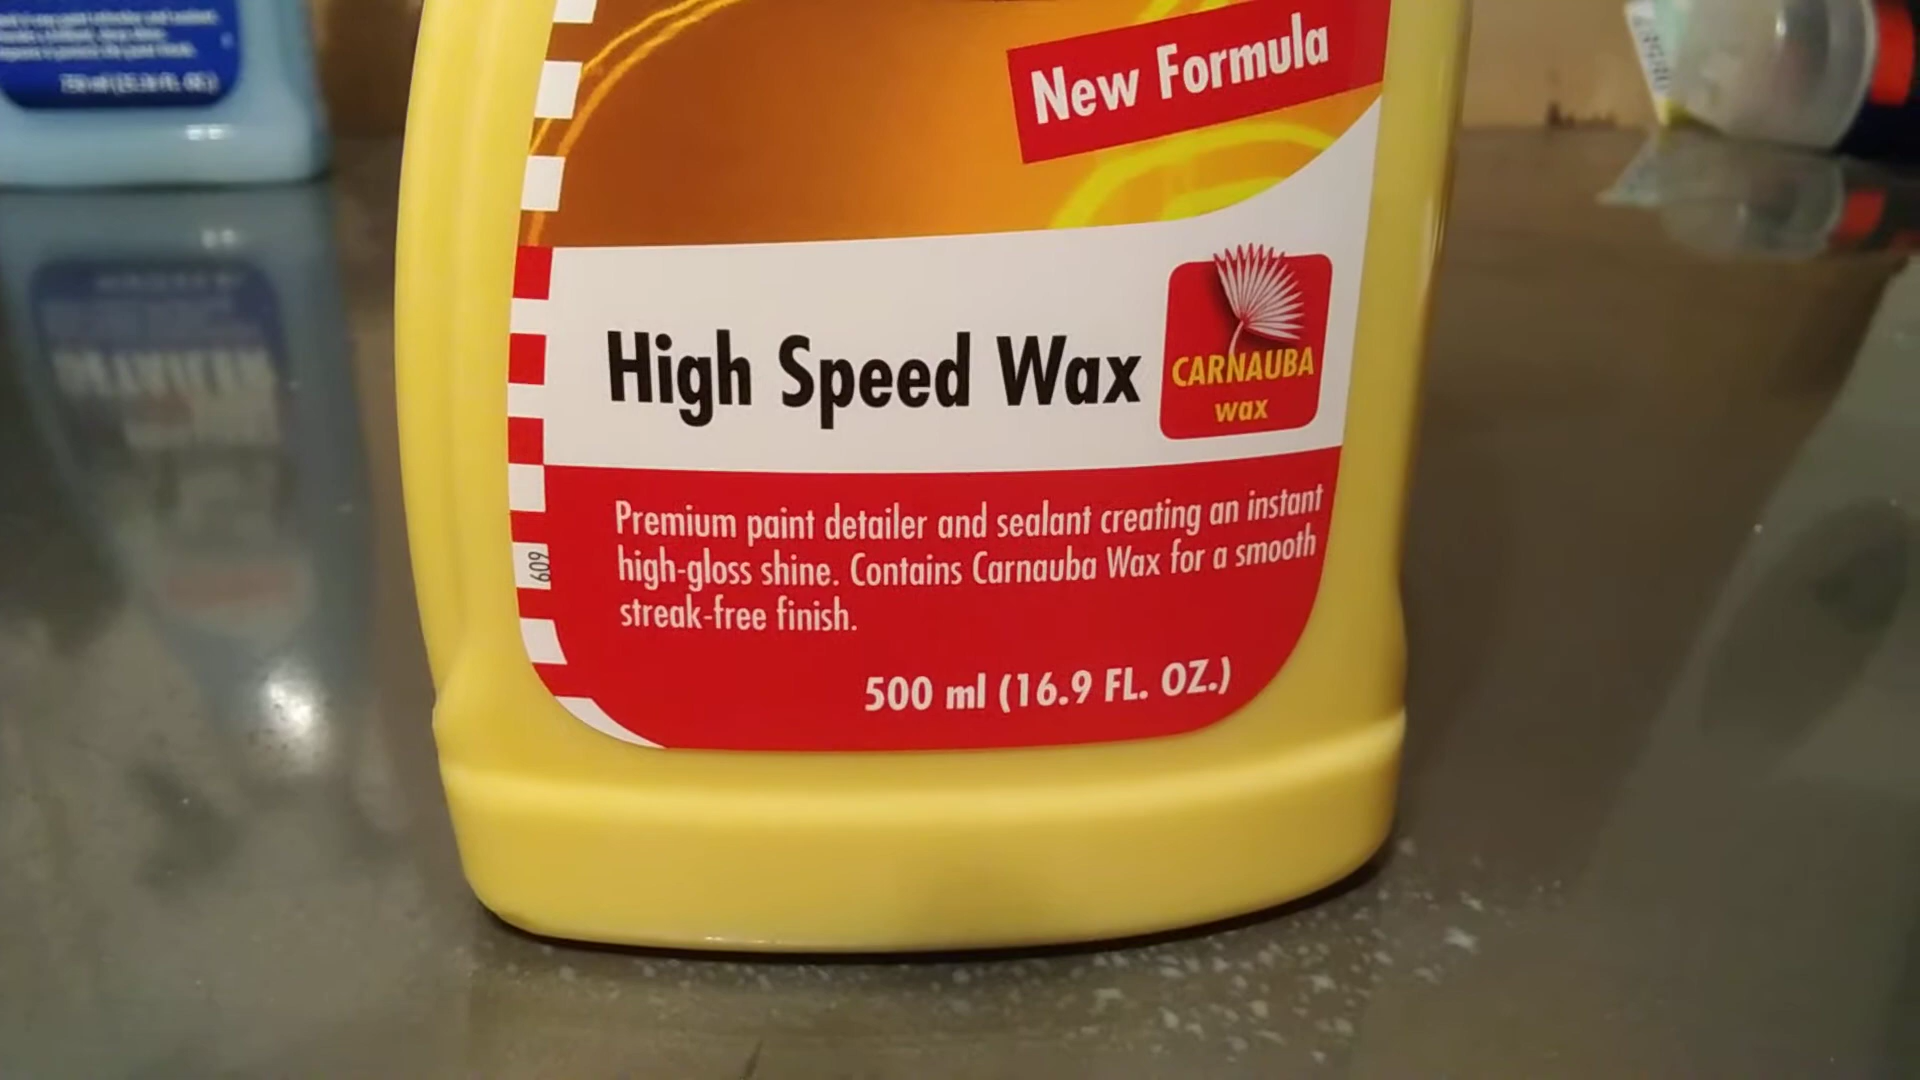 New Formula
High Speed Wax
CARNAUBA
wax
Premium paint detailer and sealant creating an instant
high-gloss shine. Contains Carnauba Wax for a smooth
streak-free finish.
609
500 ml (16.9 FL. OZ.)